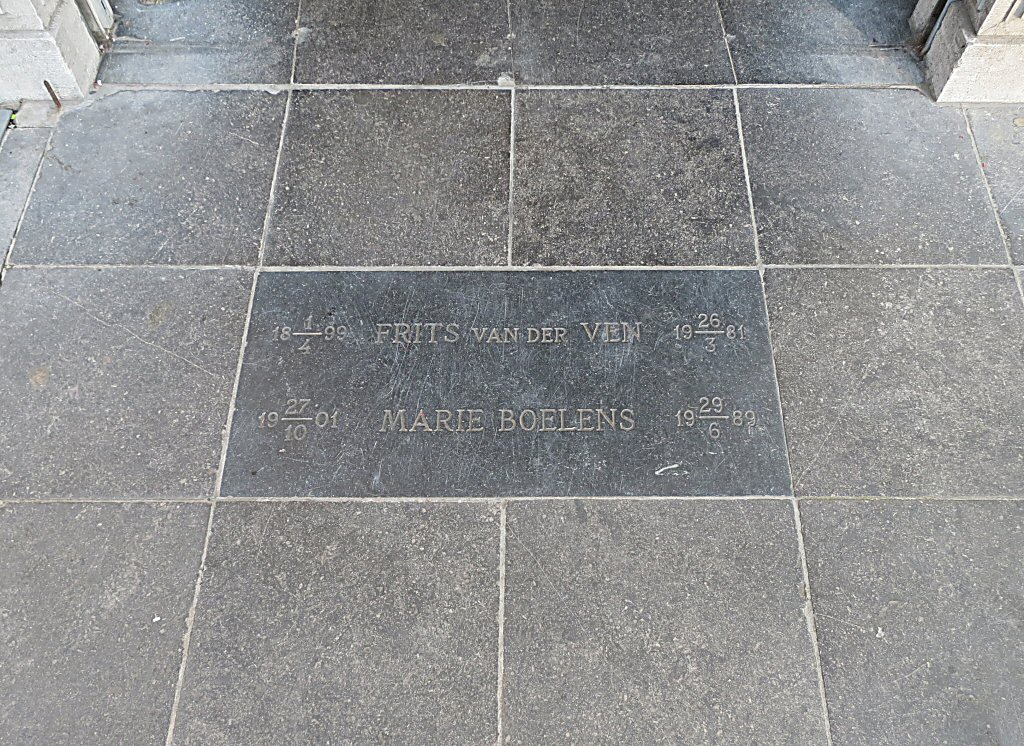 18 1/4 99 FRITS VAN DER VEN 19 26/3 81
19 27/10 01 MARIE BOELENS 19 29/6 89